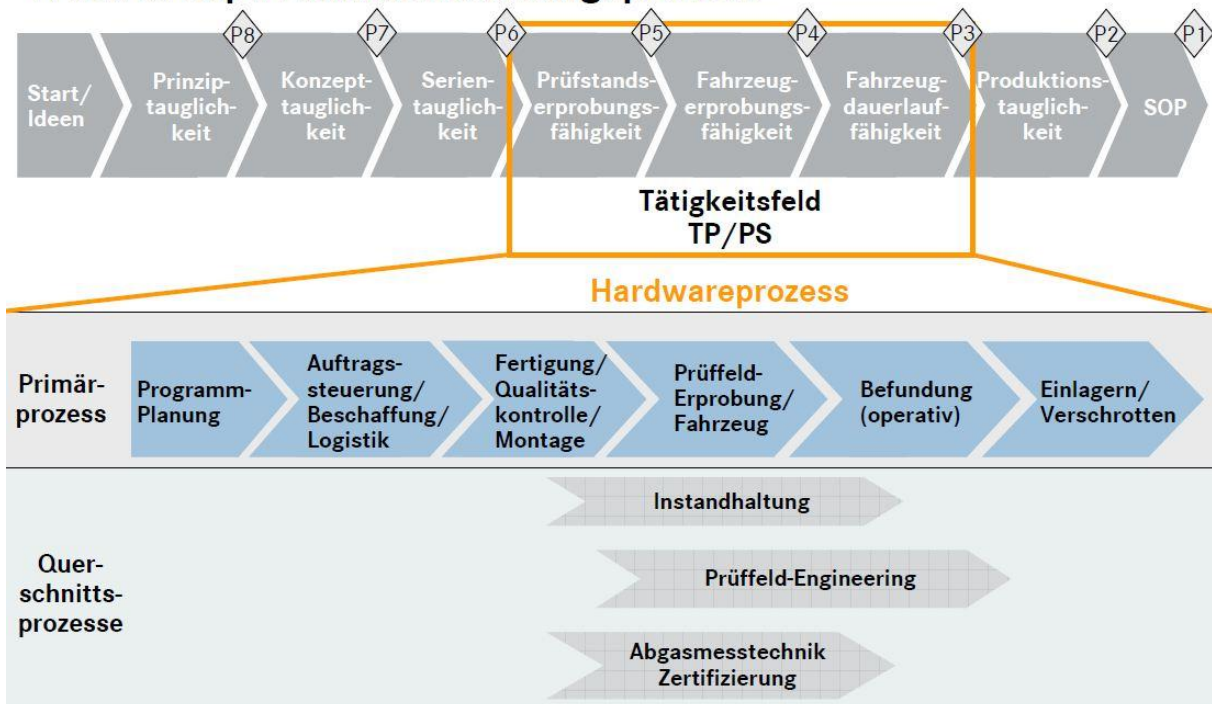 P8
P7
P6
P5
P4
P3
P2
P1
Start/
Ideen
Prinzip-
tauglich-
keit
Konzept-
tauglich-
keit
Serien-
tauglich-
keit
Prüfstands-
erprobungs-
fähigkeit
Fahrzeug-
erprobungs-
fähigkeit
Fahrzeug-
dauerlauf-
fähigkeit
Produktions-
tauglich-
keit
SOP
Tätigkeitsfeld
TP/PS
Hardwareprozess
Primär-
prozess
Programm-
Planung
Auftrags-
steuerung/
Beschaffung/
Logistik
Fertigung/
Qualitäts-
kontrolle/
Montage
Prüffeld-
Erprobung/
Fahrzeug
Befundung
(operativ)
Einlagern/
Verschrotten
Quer-
schnitts-
prozesse
Instandhaltung
Prüffeld-Engineering
Abgasmesstechnik
Zertifizierung